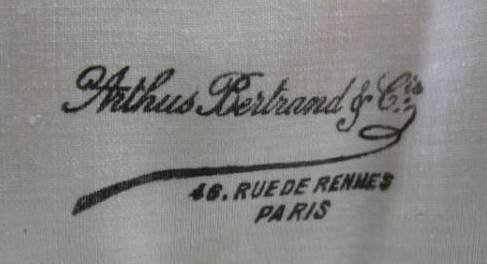 Arthus Bertrand & Cie
46. RUE DE RENNES
PARIS